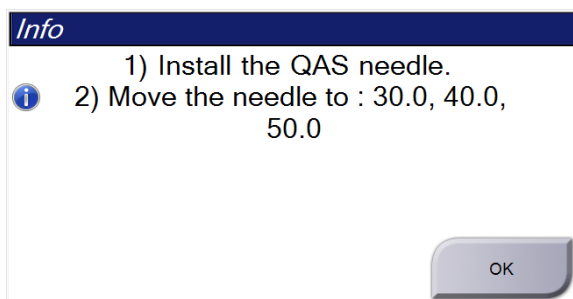 Info
1) Install the QAS needle.
2) Move the needle to : 30.0, 40.0,
50.0
OK